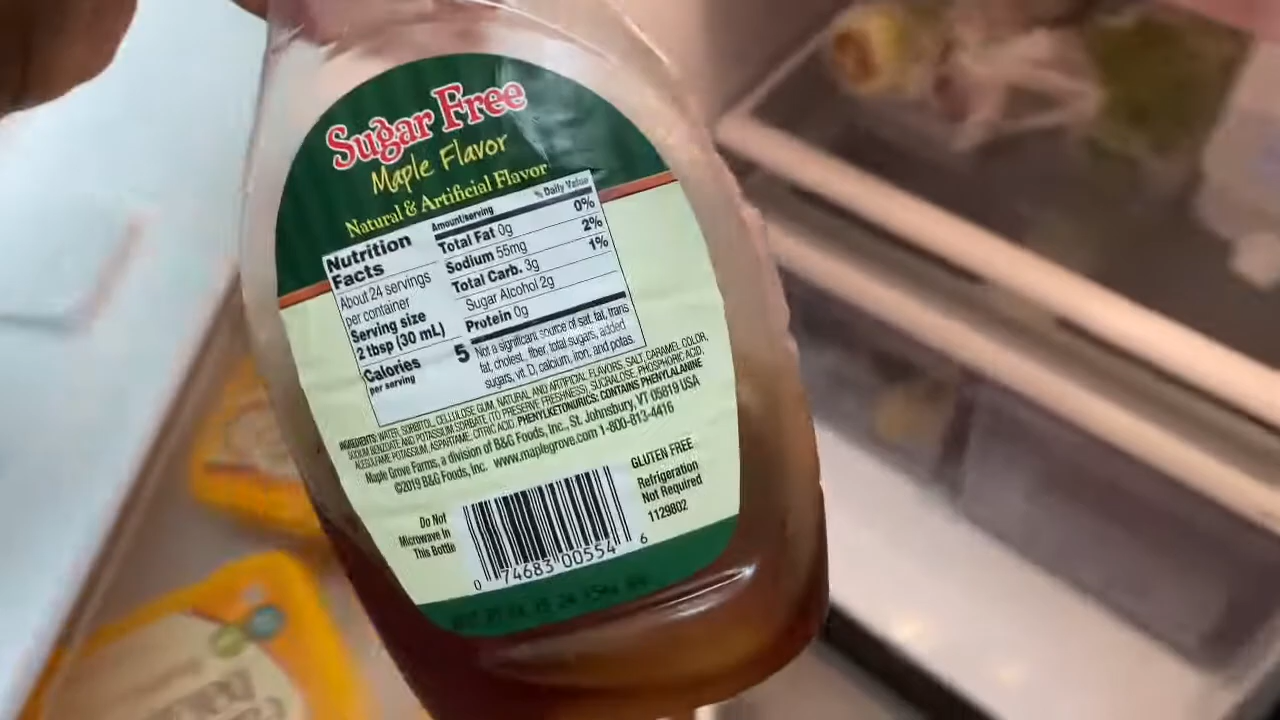 Sugar Free
Maple Flavor
Natural & Artificial Flavor
Nutrition
Facts
About 24 servings
per container
Serving size
2 tbsp (30 mL)
Calories 5
per serving
Amount/serving % Daily Value
Total Fat 0g 0%
Sodium 55mg 2%
Total Carb. 3g 1%
Sugar Alcohol 2g
Protein 0g
Not a significant source of sat. fat, trans
fat, cholest., fiber, total sugars, added
sugars, vit. D, calcium, iron, and potas.
INGREDIENTS: WATER, SORBITOL, CELLULOSE GUM, NATURAL AND ARTIFICIAL FLAVORS, SALT, CARAMEL COLOR,
SODIUM BENZOATE AND POTASSIUM SORBATE (TO PRESERVE FRESHNESS), SUCRALOSE, PHOSPHORIC ACID,
ACESULFAME POTASSIUM, ASPARTAME, CITRIC ACID. PHENYLKETONURICS: CONTAINS PHENYLALANINE
Maple Grove Farms, a division of B&G Foods, Inc., St. Johnsbury, VT 05819 USA
©2019 B&G Foods, Inc. www.maplegrove.com 1-800-813-4416
GLUTEN FREE
Refrigeration
Not Required
1129802
Do Not
Microwave In
This Bottle
0 74683 00554 6